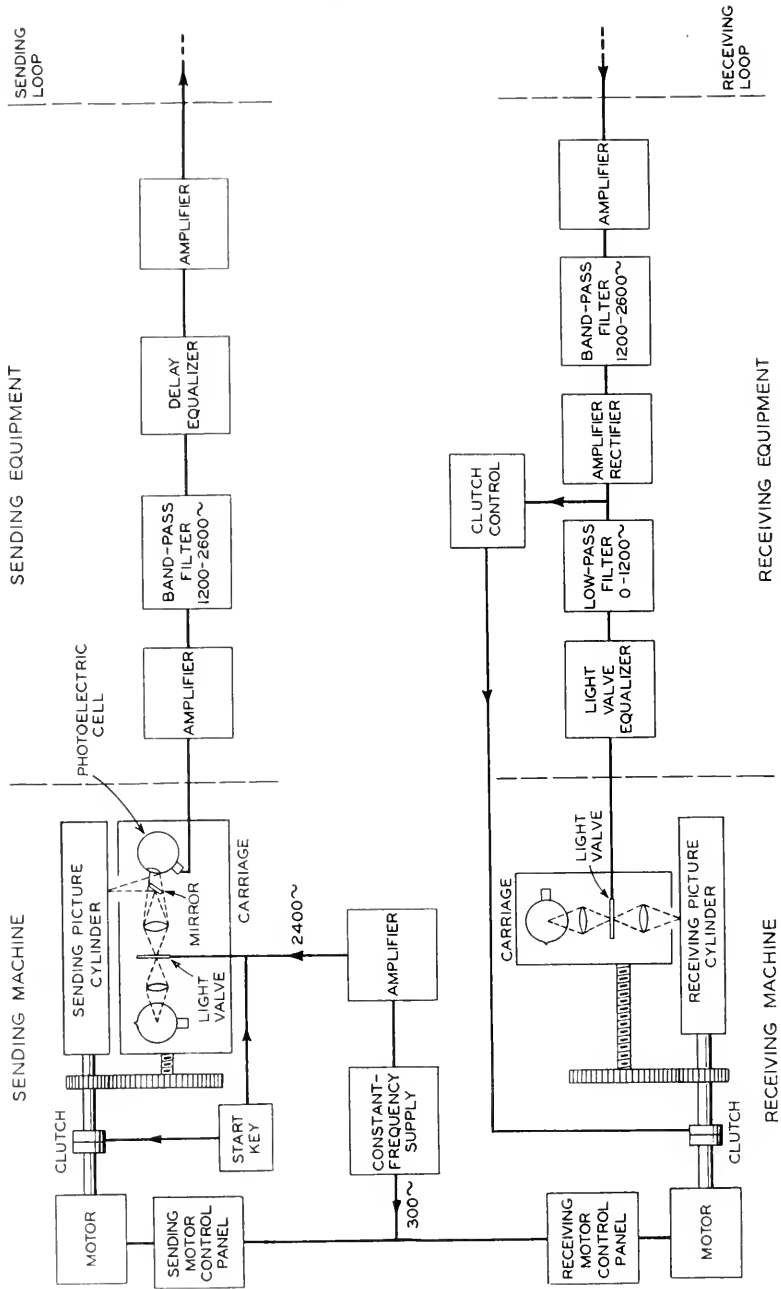 SENDING MACHINE
SENDING EQUIPMENT
SENDING
LOOP
MOTOR
CLUTCH
SENDING PICTURE
CYLINDER
PHOTOELECTRIC
CELL
AMPLIFIER
BAND-PASS
FILTER
1200-2600~
DELAY
EQUALIZER
AMPLIFIER
SENDING
MOTOR
CONTROL
PANEL
START
KEY
LIGHT
VALVE
MIRROR
CARRIAGE
2400~
300~
CONSTANT-
FREQUENCY
SUPPLY
AMPLIFIER
RECEIVING
MOTOR
CONTROL
PANEL
MOTOR
CLUTCH
CARRIAGE
LIGHT
VALVE
RECEIVING PICTURE
CYLINDER
CLUTCH
CONTROL
LIGHT
VALVE
EQUALIZER
LOW-PASS
FILTER
0-1200~
AMPLIFIER
RECTIFIER
BAND-PASS
FILTER
1200-2600~
AMPLIFIER
RECEIVING
LOOP
RECEIVING MACHINE
RECEIVING EQUIPMENT